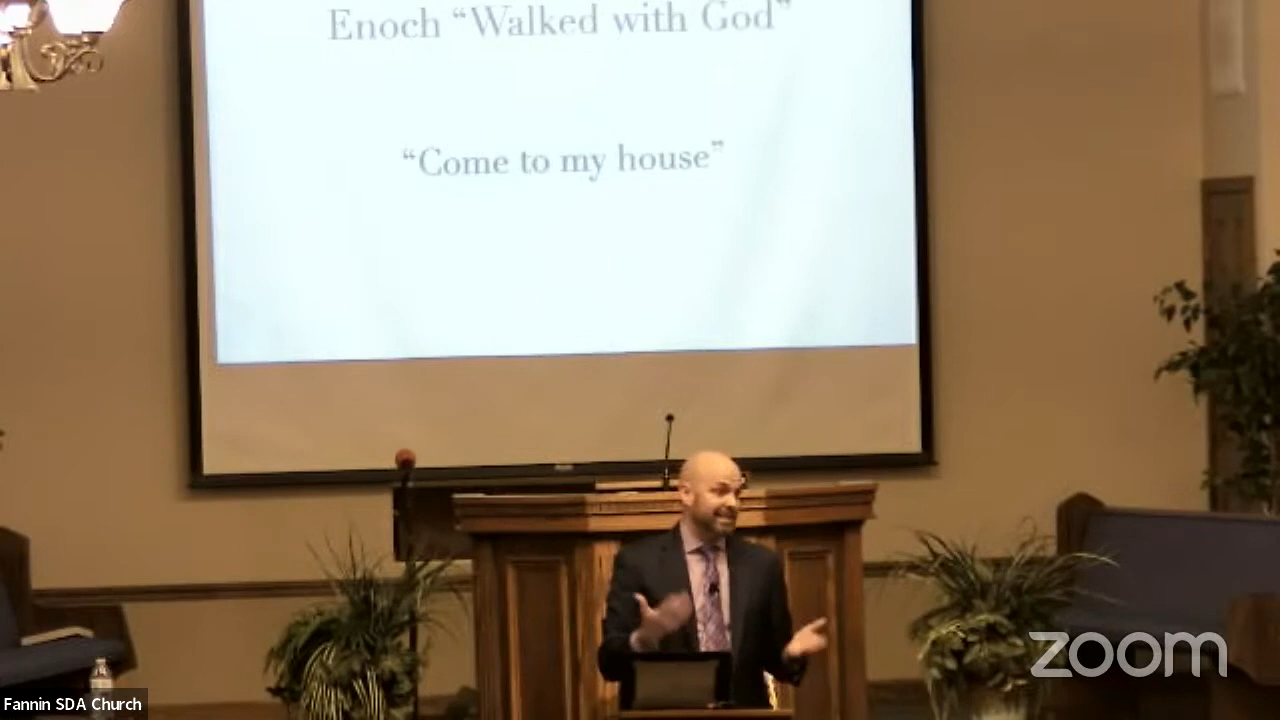 Enoch “Walked with God”
“Come to my house”
zoom
Fannin SDA Church